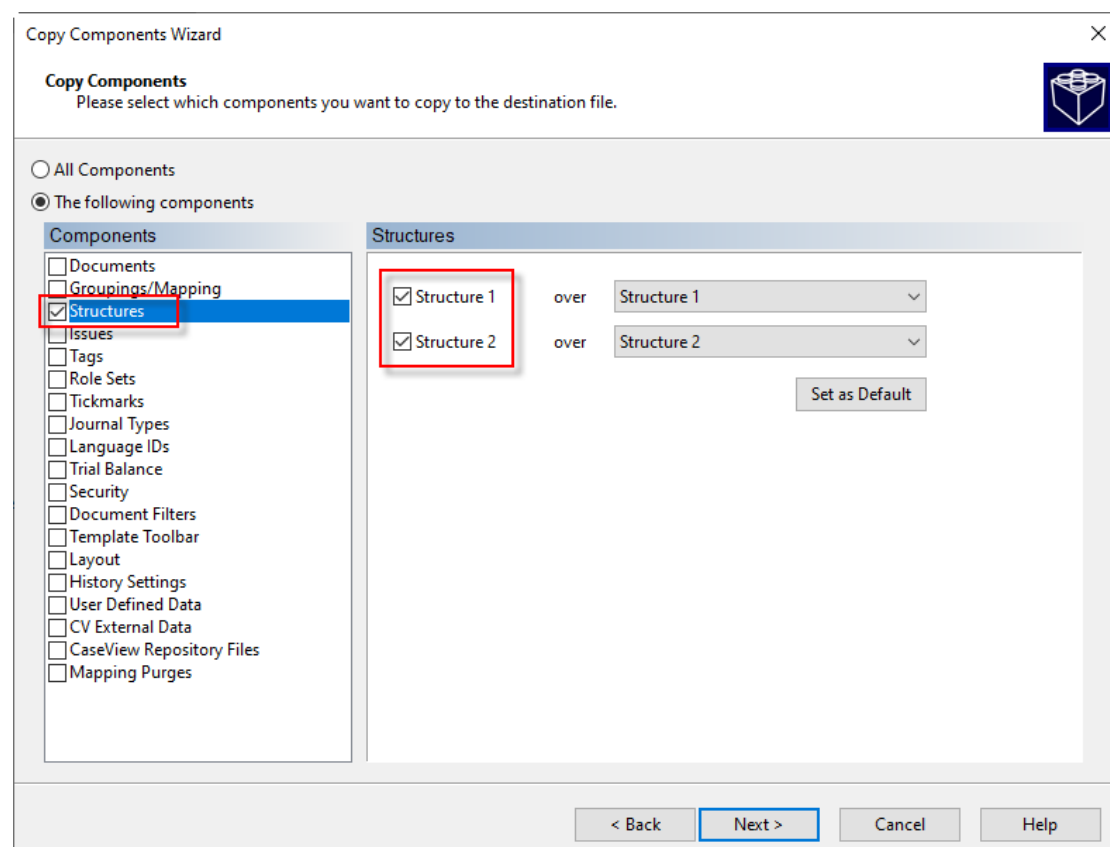 Copy Components Wizard
Copy Components
Please select which components you want to copy to the destination file.
All Components
The following components
Components
Documents
Groupings/Mapping
Structures
Issues
Tags
Role Sets
Tickmarks
Journal Types
Language IDs
Trial Balance
Security
Document Filters
Template Toolbar
Layout
History Settings
User Defined Data
CV External Data
CaseView Repository Files
Mapping Purges
Structures
Structure 1 over Structure 1
Structure 2 over Structure 2
Set as Default
< Back Next > Cancel Help